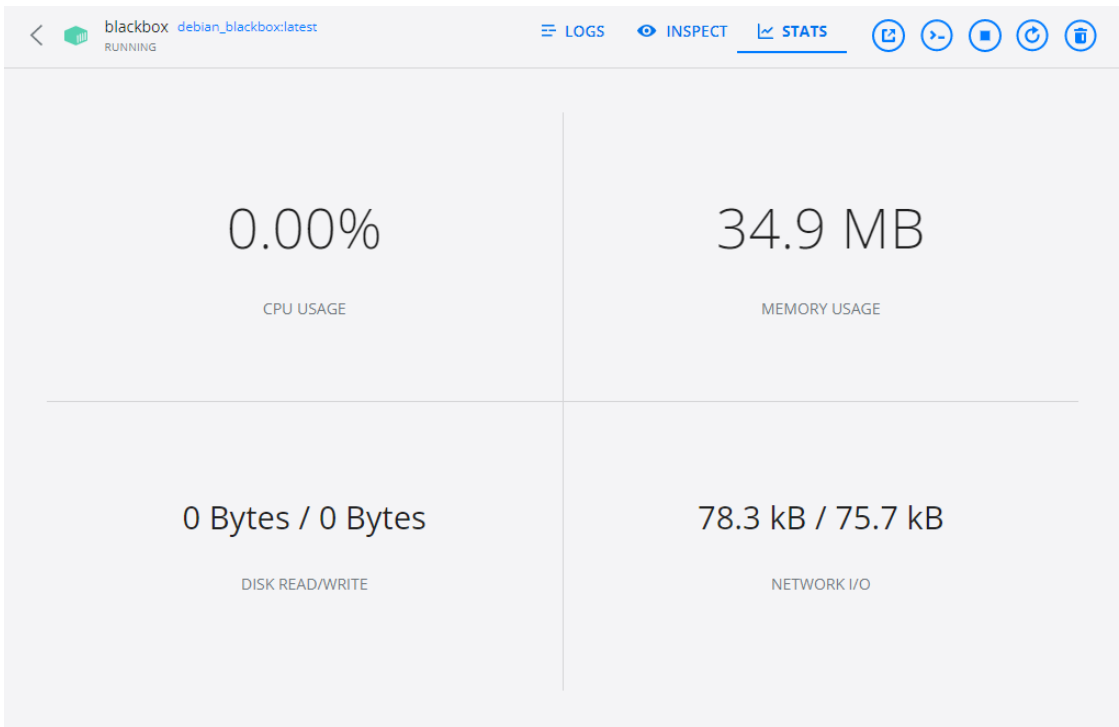 blackbox debian_blackbox:latest
RUNNING
LOGS INSPECT STATS
0.00%
CPU USAGE
34.9 MB
MEMORY USAGE
0 Bytes / 0 Bytes
DISK READ/WRITE
78.3 kB / 75.7 kB
NETWORK I/O